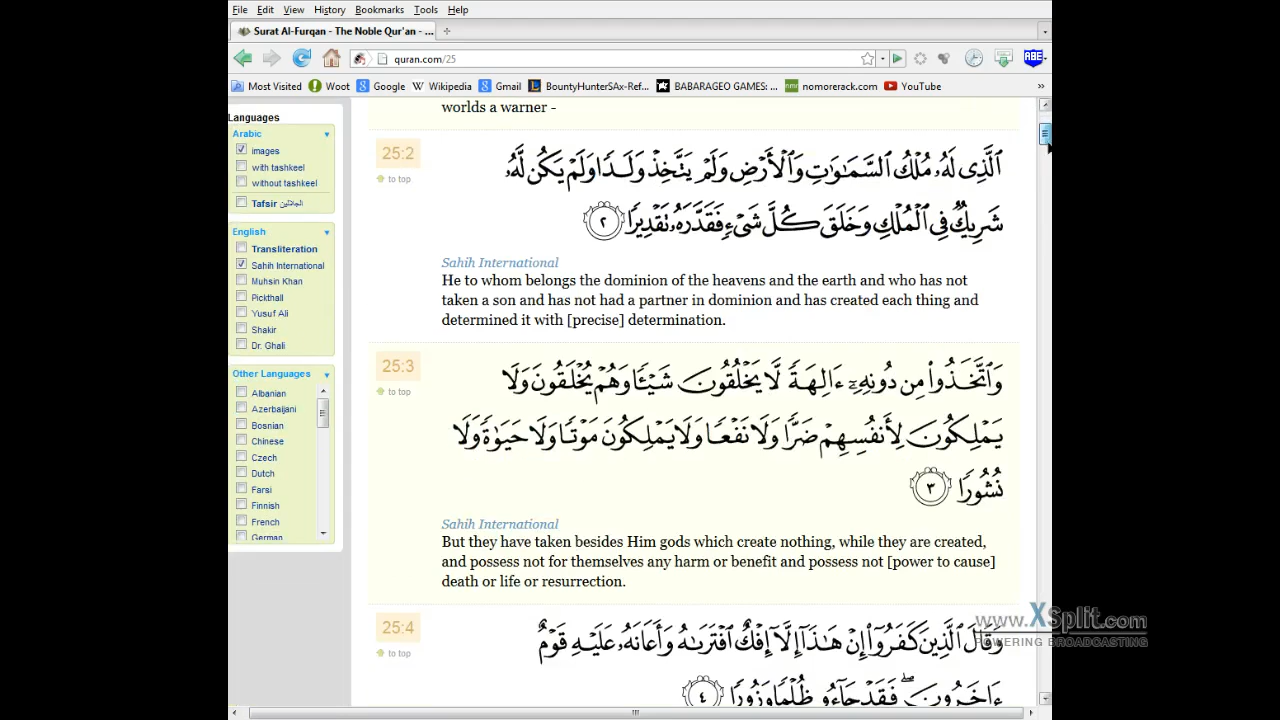 File Edit View History Bookmarks Tools Help
Surat Al-Furqan - The Noble Qur'an - ...
quran.com/25
Most Visited Woot Google Wikipedia Gmail BountyHunterSAx-Ref... BABARAGEO GAMES: ... nomorerack.com YouTube »
ABE
Languages
Arabic
images
with tashkeel
without tashkeel
Tafsir الجلالين
English
Transliteration
Sahih International
Muhsin Khan
Pickthall
Yusuf Ali
Shakir
Dr. Ghali
Other Languages
Albanian
Azerbaijani
Bosnian
Chinese
Czech
Dutch
Farsi
Finnish
French
German
worlds a warner -
25:2
to top
ٱلَّذِى لَهُۥ مُلْكُ ٱلسَّمَٰوَٰتِ وَٱلْأَرْضِ وَلَمْ يَتَّخِذْ وَلَدًا وَلَمْ يَكُن لَّهُۥ
شَرِيكٌ فِى ٱلْمُلْكِ وَخَلَقَ كُلَّ شَىْءٍ فَقَدَّرَهُۥ تَقْدِيرًا ٢
Sahih International
He to whom belongs the dominion of the heavens and the earth and who has not
taken a son and has not had a partner in dominion and has created each thing and
determined it with [precise] determination.
25:3
to top
وَٱتَّخَذُوا۟ مِن دُونِهِۦٓ ءَالِهَةً لَّا يَخْلُقُونَ شَيْـًٔا وَهُمْ يُخْلَقُونَ وَلَا
يَمْلِكُونَ لِأَنفُسِهِمْ ضَرًّا وَلَا نَفْعًا وَلَا يَمْلِكُونَ مَوْتًا وَلَا حَيَوٰةً وَلَا
نُشُورًا ٣
Sahih International
But they have taken besides Him gods which create nothing, while they are created,
and possess not for themselves any harm or benefit and possess not [power to cause]
death or life or resurrection.
25:4
to top
وَقَالَ ٱلَّذِينَ كَفَرُوٓا۟ إِنْ هَٰذَآ إِلَّآ إِفْكٌ ٱفْتَرَىٰهُ وَأَعَانَهُۥ عَلَيْهِ قَوْمٌ
ءَاخَرُونَ ۖ فَقَدْ جَآءُو ظُلْمًا وَزُورًا ٤
www.XSplit.com
POWERING BROADCASTING